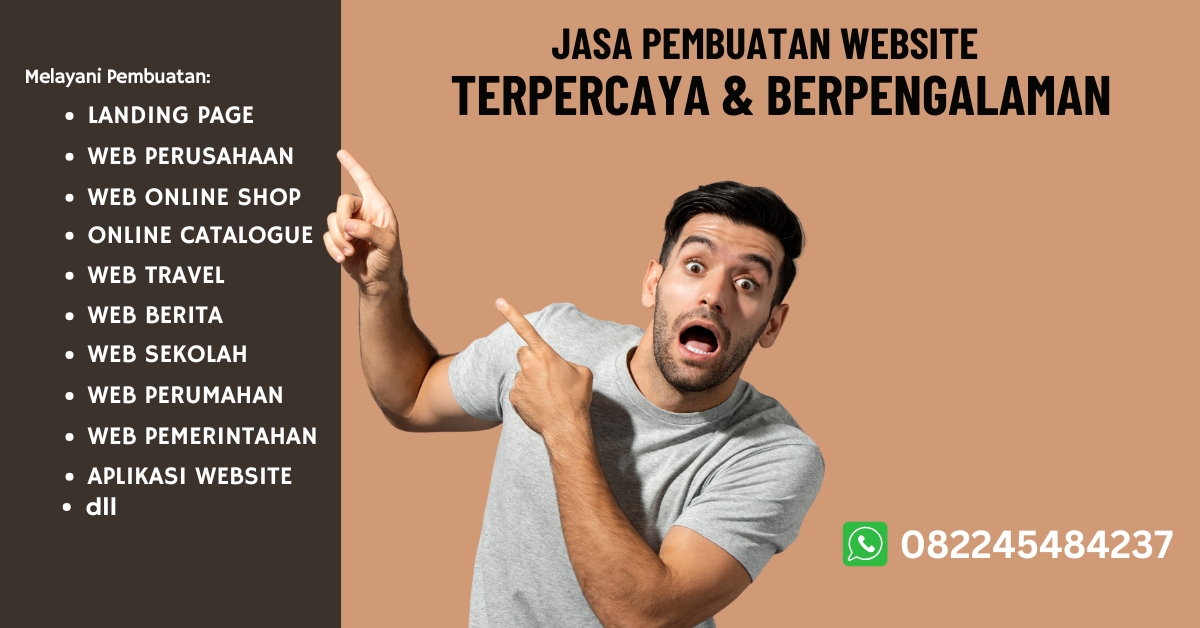 JASA PEMBUATAN WEBSITE
TERPERCAYA & BERPENGALAMAN
Melayani Pembuatan:
• LANDING PAGE
• WEB PERUSAHAAN
• WEB ONLINE SHOP
• ONLINE CATALOGUE
• WEB TRAVEL
• WEB BERITA
• WEB SEKOLAH
• WEB PERUMAHAN
• WEB PEMERINTAHAN
• APLIKASI WEBSITE
• dll
082245484237